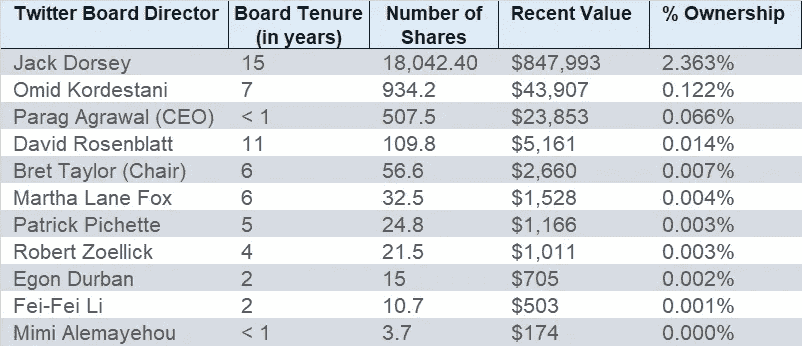 Twitter Board Director Board Tenure (in years) Number of Shares Recent Value % Ownership
Jack Dorsey 15 18,042.40 $847,993 2.363%
Omid Kordestani 7 934.2 $43,907 0.122%
Parag Agrawal (CEO) < 1 507.5 $23,853 0.066%
David Rosenblatt 11 109.8 $5,161 0.014%
Bret Taylor (Chair) 6 56.6 $2,660 0.007%
Martha Lane Fox 6 32.5 $1,528 0.004%
Patrick Pichette 5 24.8 $1,166 0.003%
Robert Zoellick 4 21.5 $1,011 0.003%
Egon Durban 2 15 $705 0.002%
Fei-Fei Li 2 10.7 $503 0.001%
Mimi Alemayehou < 1 3.7 $174 0.000%